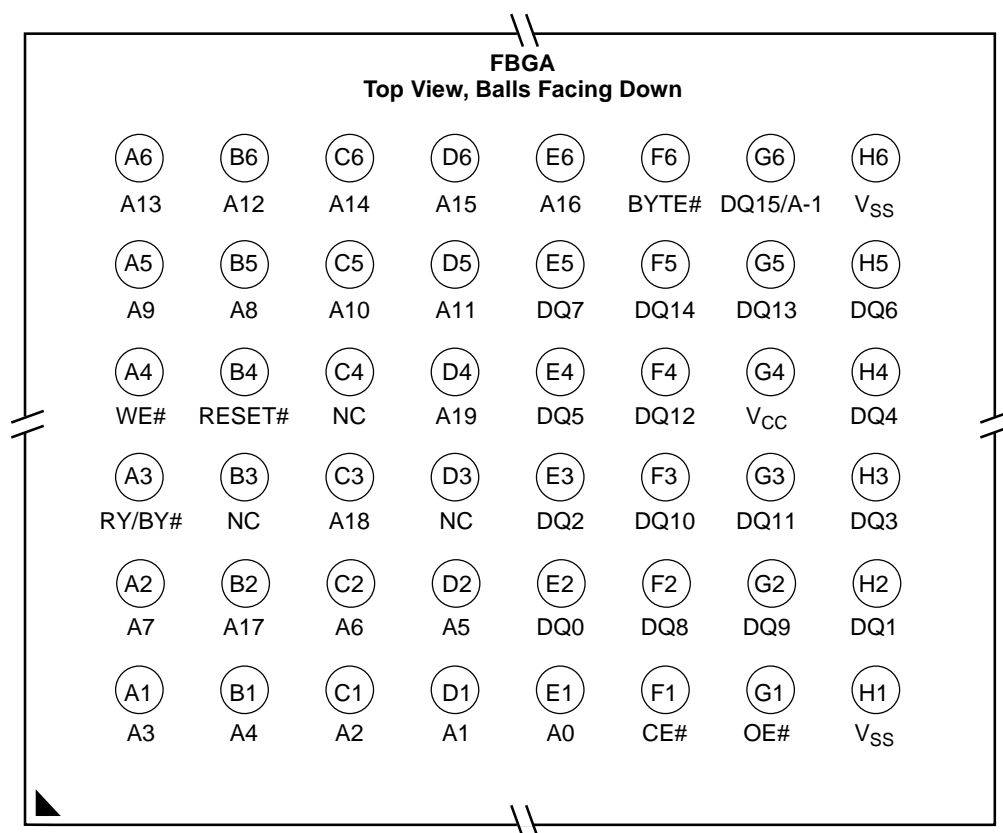 FBGA
Top View, Balls Facing Down
A6 B6 C6 D6 E6 F6 G6 H6
A13 A12 A14 A15 A16 BYTE# DQ15/A-1 VSS
A5 B5 C5 D5 E5 F5 G5 H5
A9 A8 A10 A11 DQ7 DQ14 DQ13 DQ6
A4 B4 C4 D4 E4 F4 G4 H4
WE# RESET# NC A19 DQ5 DQ12 VCC DQ4
A3 B3 C3 D3 E3 F3 G3 H3
RY/BY# NC A18 NC DQ2 DQ10 DQ11 DQ3
A2 B2 C2 D2 E2 F2 G2 H2
A7 A17 A6 A5 DQ0 DQ8 DQ9 DQ1
A1 B1 C1 D1 E1 F1 G1 H1
A3 A4 A2 A1 A0 CE# OE# VSS